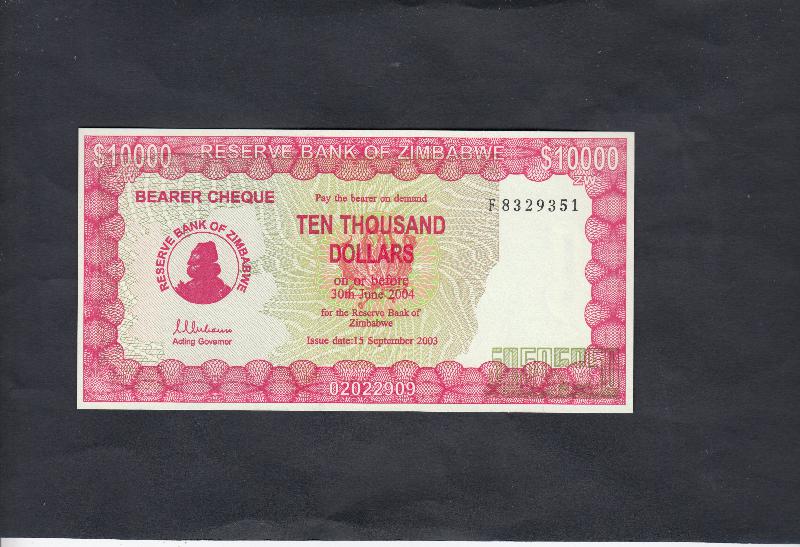 $10000 RESERVE BANK OF ZIMBABWE $10000
BEARER CHEQUE
Pay the bearer on demand
F 8329351
TEN THOUSAND
DOLLARS
RESERVE BANK OF ZIMBABWE
on or before
30th June 2004
for the Reserve Bank of
Zimbabwe
Acting Governor
Issue date:15 September 2003
02022909